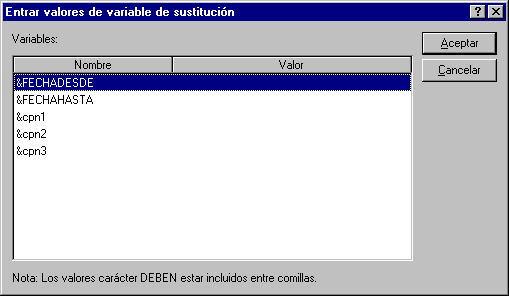 Entrar valores de variable de sustitución
Variables:
Nombre Valor
&FECHADESDE
&FECHAHASTA
&cpn1
&cpn2
&cpn3
Aceptar
Cancelar
Nota: Los valores carácter DEBEN estar incluidos entre comillas.